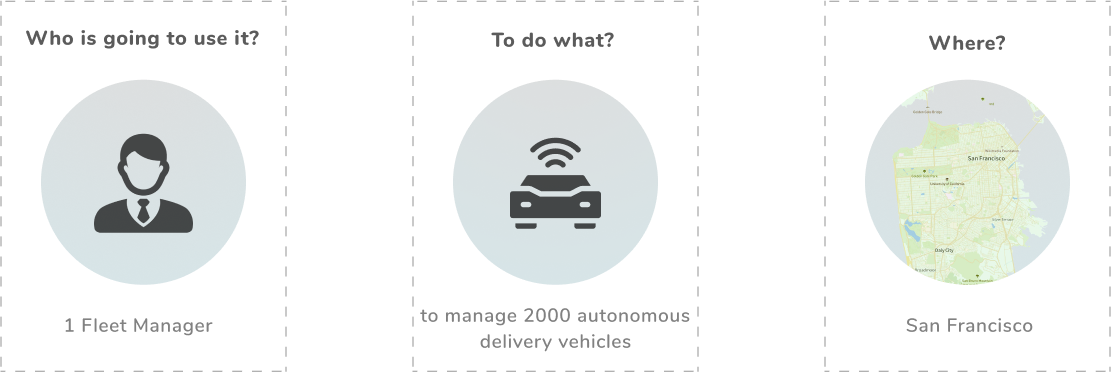 Who is going to use it?
1 Fleet Manager
To do what?
to manage 2000 autonomous
delivery vehicles
Where?
San Francisco
Daly City
San Francisco